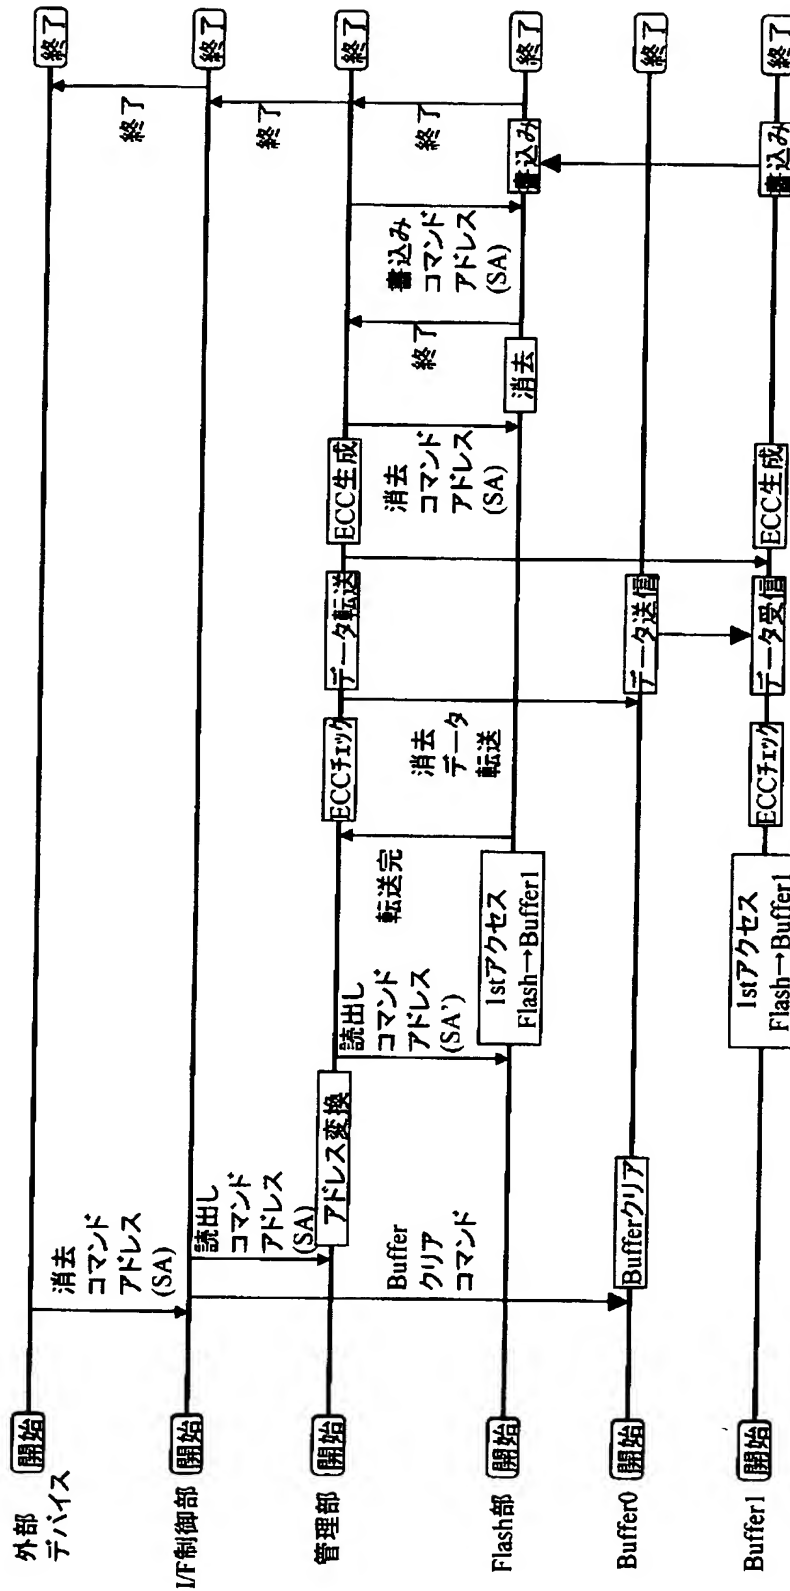 外部
デバイス
開始
消去
コマンド
アドレス
(SA)
終了
終了
I/F制御部
開始
読出し
コマンド
アドレス
(SA)
終了
終了
管理部
開始
アドレス変換
読出し
コマンド
アドレス
(SA')
転送完
ECCチェック
データ転送
ECC生成
消去
コマンド
アドレス
(SA)
終了
書込み
コマンド
アドレス
(SA)
終了
終了
Buffer
クリア
コマンド
消去
データ
転送
Flash部
開始
1stアクセス
Flash→Buffer1
消去
書込み
終了
Buffer0
開始
Bufferクリア
データ送信
終了
Buffer1
開始
1stアクセス
Flash→Buffer1
ECCチェック
データ受信
ECC生成
書込み
終了